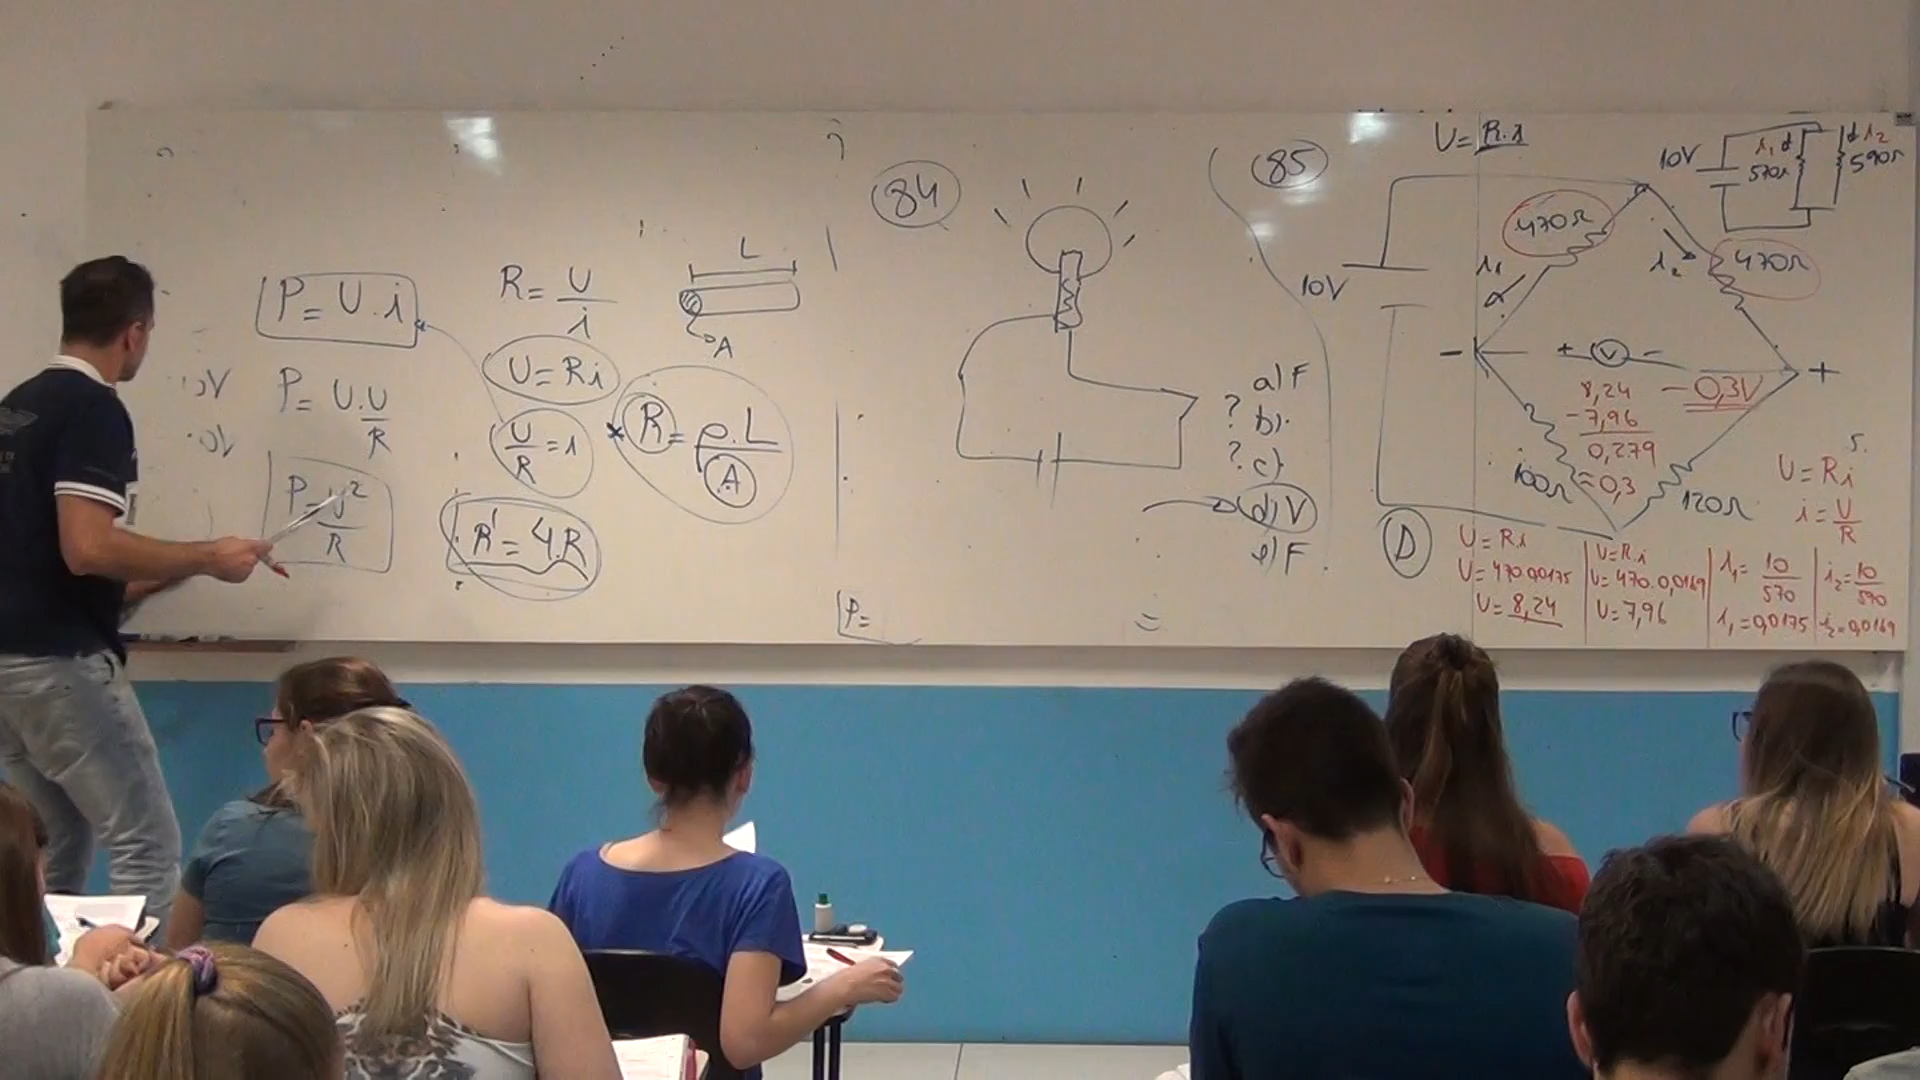 P = U.i
P = U.U/R
P = U²/R
R = U/i
U = Ri
U/R = i
R' = 4.R
L
A
R = ρ.L/A
84
a) F
? b).
? c)
d) V
e) F
P =
=
85
U = R.i
10V
470Ω
470Ω
i₁
i₂
- + V - +
8,24
-7,96
0,279
≈ 0,3
- 0,3V
100Ω
120Ω
10V
i₁
570Ω
i₂
590Ω
U = Ri
i = U/R
D
U = Ri
U = 470.0,0175
U = 8,24
U = R.i
U = 470.0,0169
U = 7,96
i₁ = 10/570
i₁ = 0,0175
i₂ = 10/590
i₂ = 0,0169